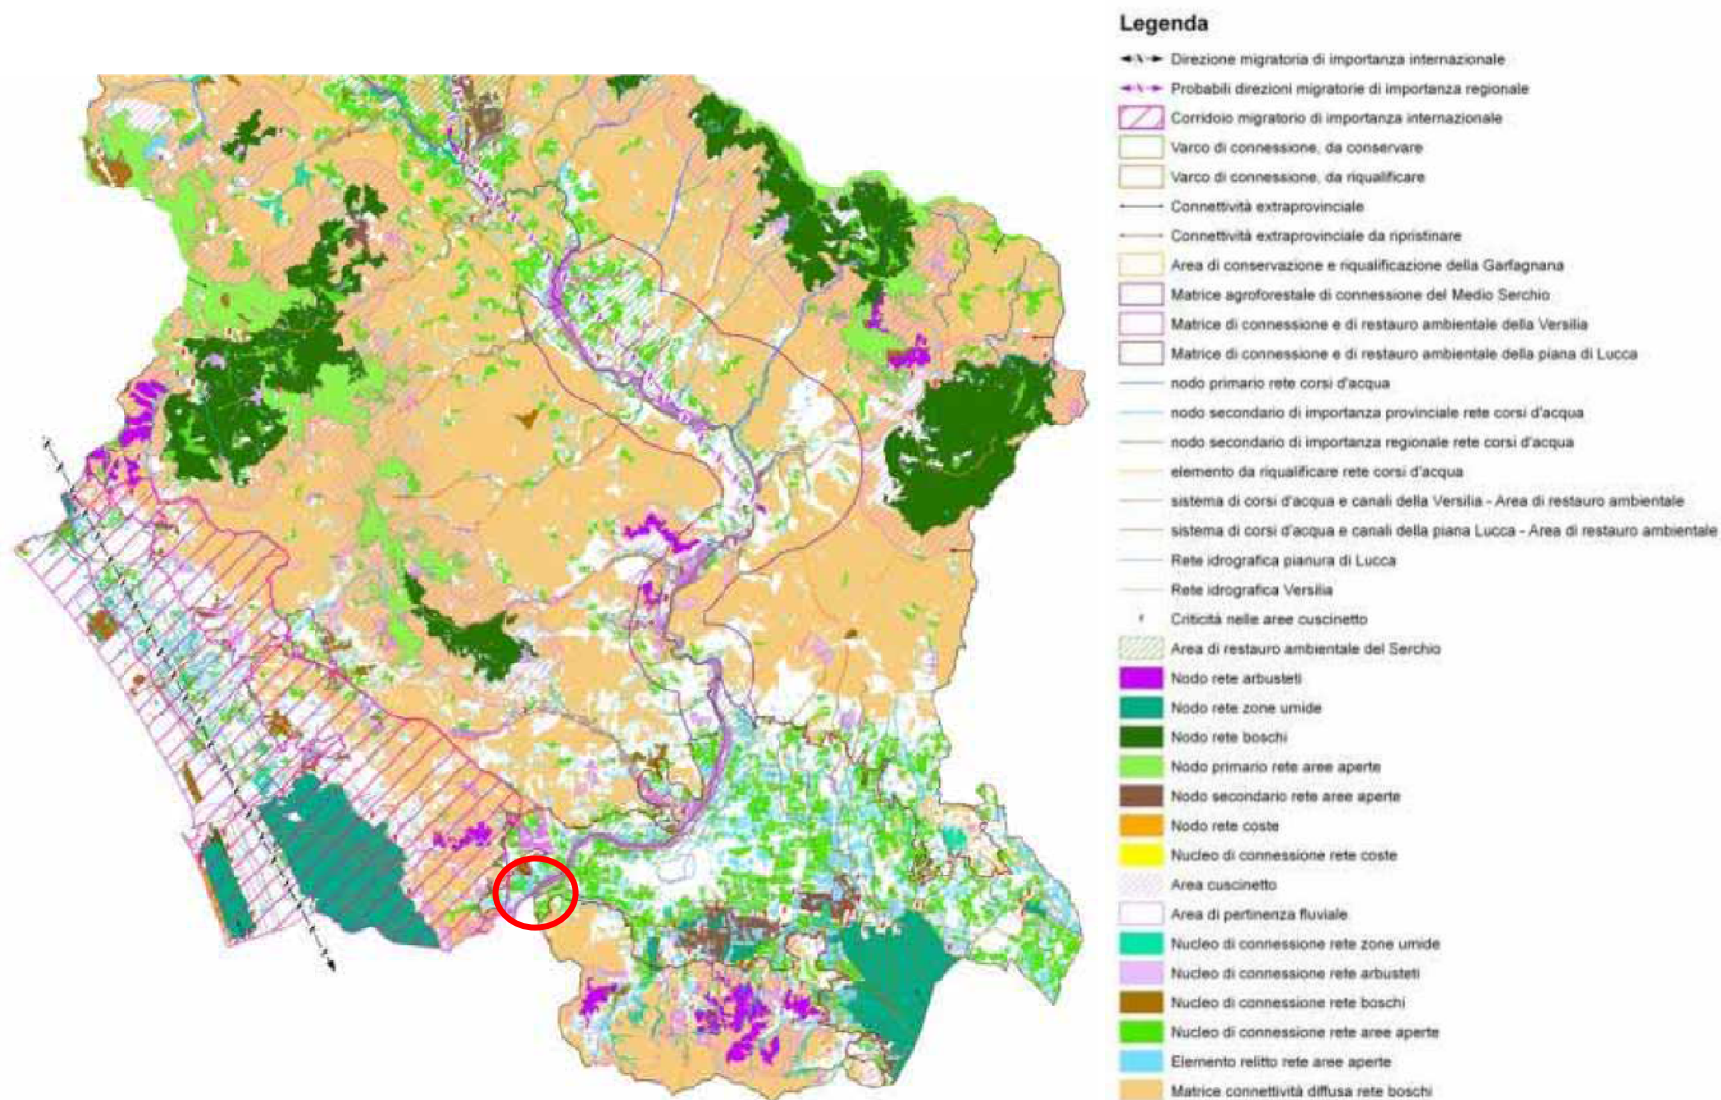 Legenda
Direzione migratoria di importanza internazionale
Probabili direzioni migratorie di importanza regionale
Corridoio migratorio di importanza internazionale
Varco di connessione, da conservare
Varco di connessione, da riqualificare
Connettività extraprovinciale
Connettività extraprovinciale da ripristinare
Area di conservazione e riqualificazione della Garfagnana
Matrice agroforestale di connessione del Medio Serchio
Matrice di connessione e di restauro ambientale della Versilia
Matrice di connessione e di restauro ambientale della piana di Lucca
nodo primario rete corsi d'acqua
nodo secondario di importanza provinciale rete corsi d'acqua
nodo secondario di importanza regionale rete corsi d'acqua
elemento da riqualificare rete corsi d'acqua
sistema di corsi d'acqua e canali della Versilia - Area di restauro ambientale
sistema di corsi d'acqua e canali della piana Lucca - Area di restauro ambientale
Rete idrografica pianura di Lucca
Rete idrografica Versilia
Criticità nelle aree cuscinetto
Area di restauro ambientale del Serchio
Nodo rete arbusteti
Nodo rete zone umide
Nodo rete boschi
Nodo primario rete aree aperte
Nodo secondario rete aree aperte
Nodo rete coste
Nucleo di connessione rete coste
Area cuscinetto
Area di pertinenza fluviale
Nucleo di connessione rete zone umide
Nucleo di connessione rete arbusteti
Nucleo di connessione rete boschi
Nucleo di connessione rete aree aperte
Elemento relitto rete aree aperte
Matrice connettività diffusa rete boschi